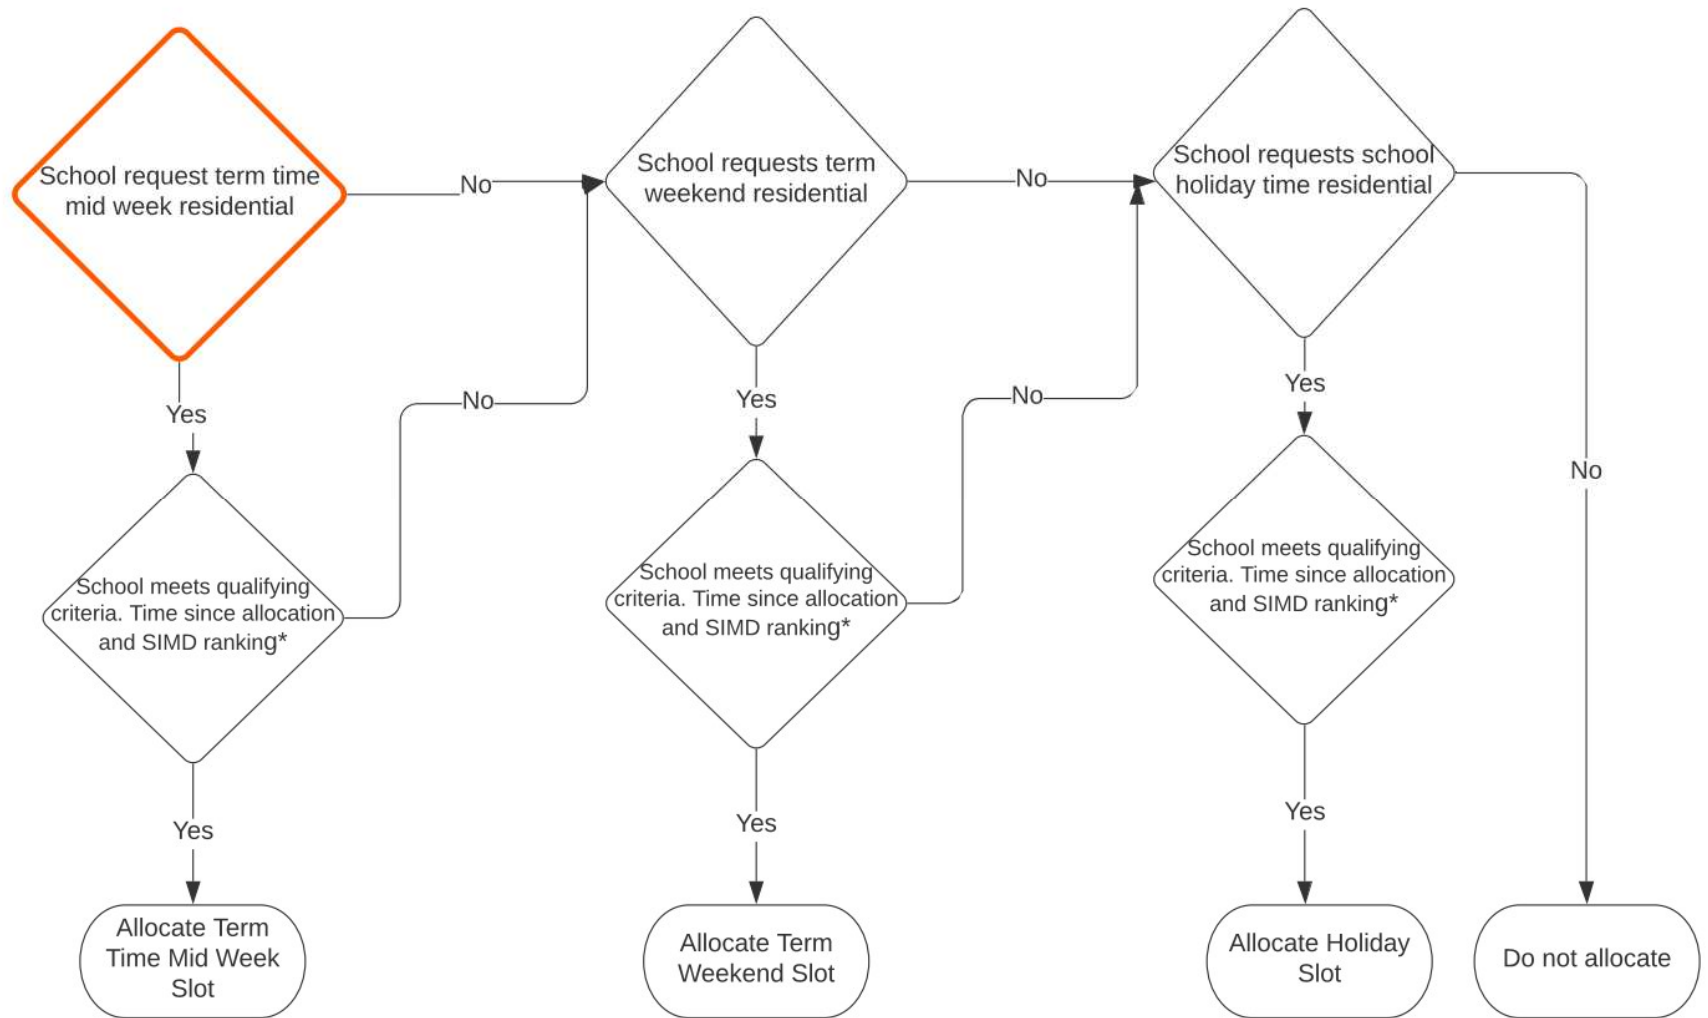 School request term time
mid week residential
No
School requests term
weekend residential
No
School requests school
holiday time residential
Yes
No
Yes
No
Yes
No
School meets qualifying
criteria. Time since allocation
and SIMD ranking*
School meets qualifying
criteria. Time since allocation
and SIMD ranking*
School meets qualifying
criteria. Time since allocation
and SIMD ranking*
Yes
Yes
Yes
Allocate Term
Time Mid Week
Slot
Allocate Term
Weekend Slot
Allocate Holiday
Slot
Do not allocate